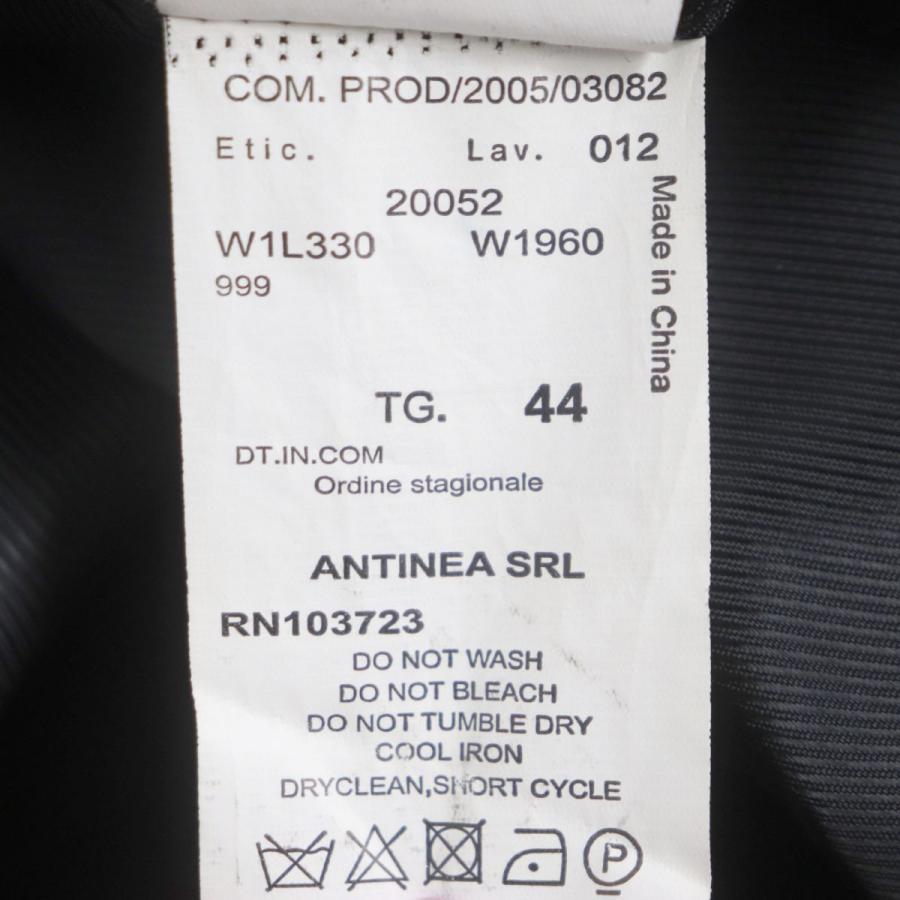 COM. PROD/2005/03082
Etic. Lav. 012
20052
W1L330 W1960
999
Made in China
TG. 44
DT.IN.COM
Ordine stagionale
ANTINEA SRL
RN103723
DO NOT WASH
DO NOT BLEACH
DO NOT TUMBLE DRY
COOL IRON
DRYCLEAN,SHORT CYCLE
P